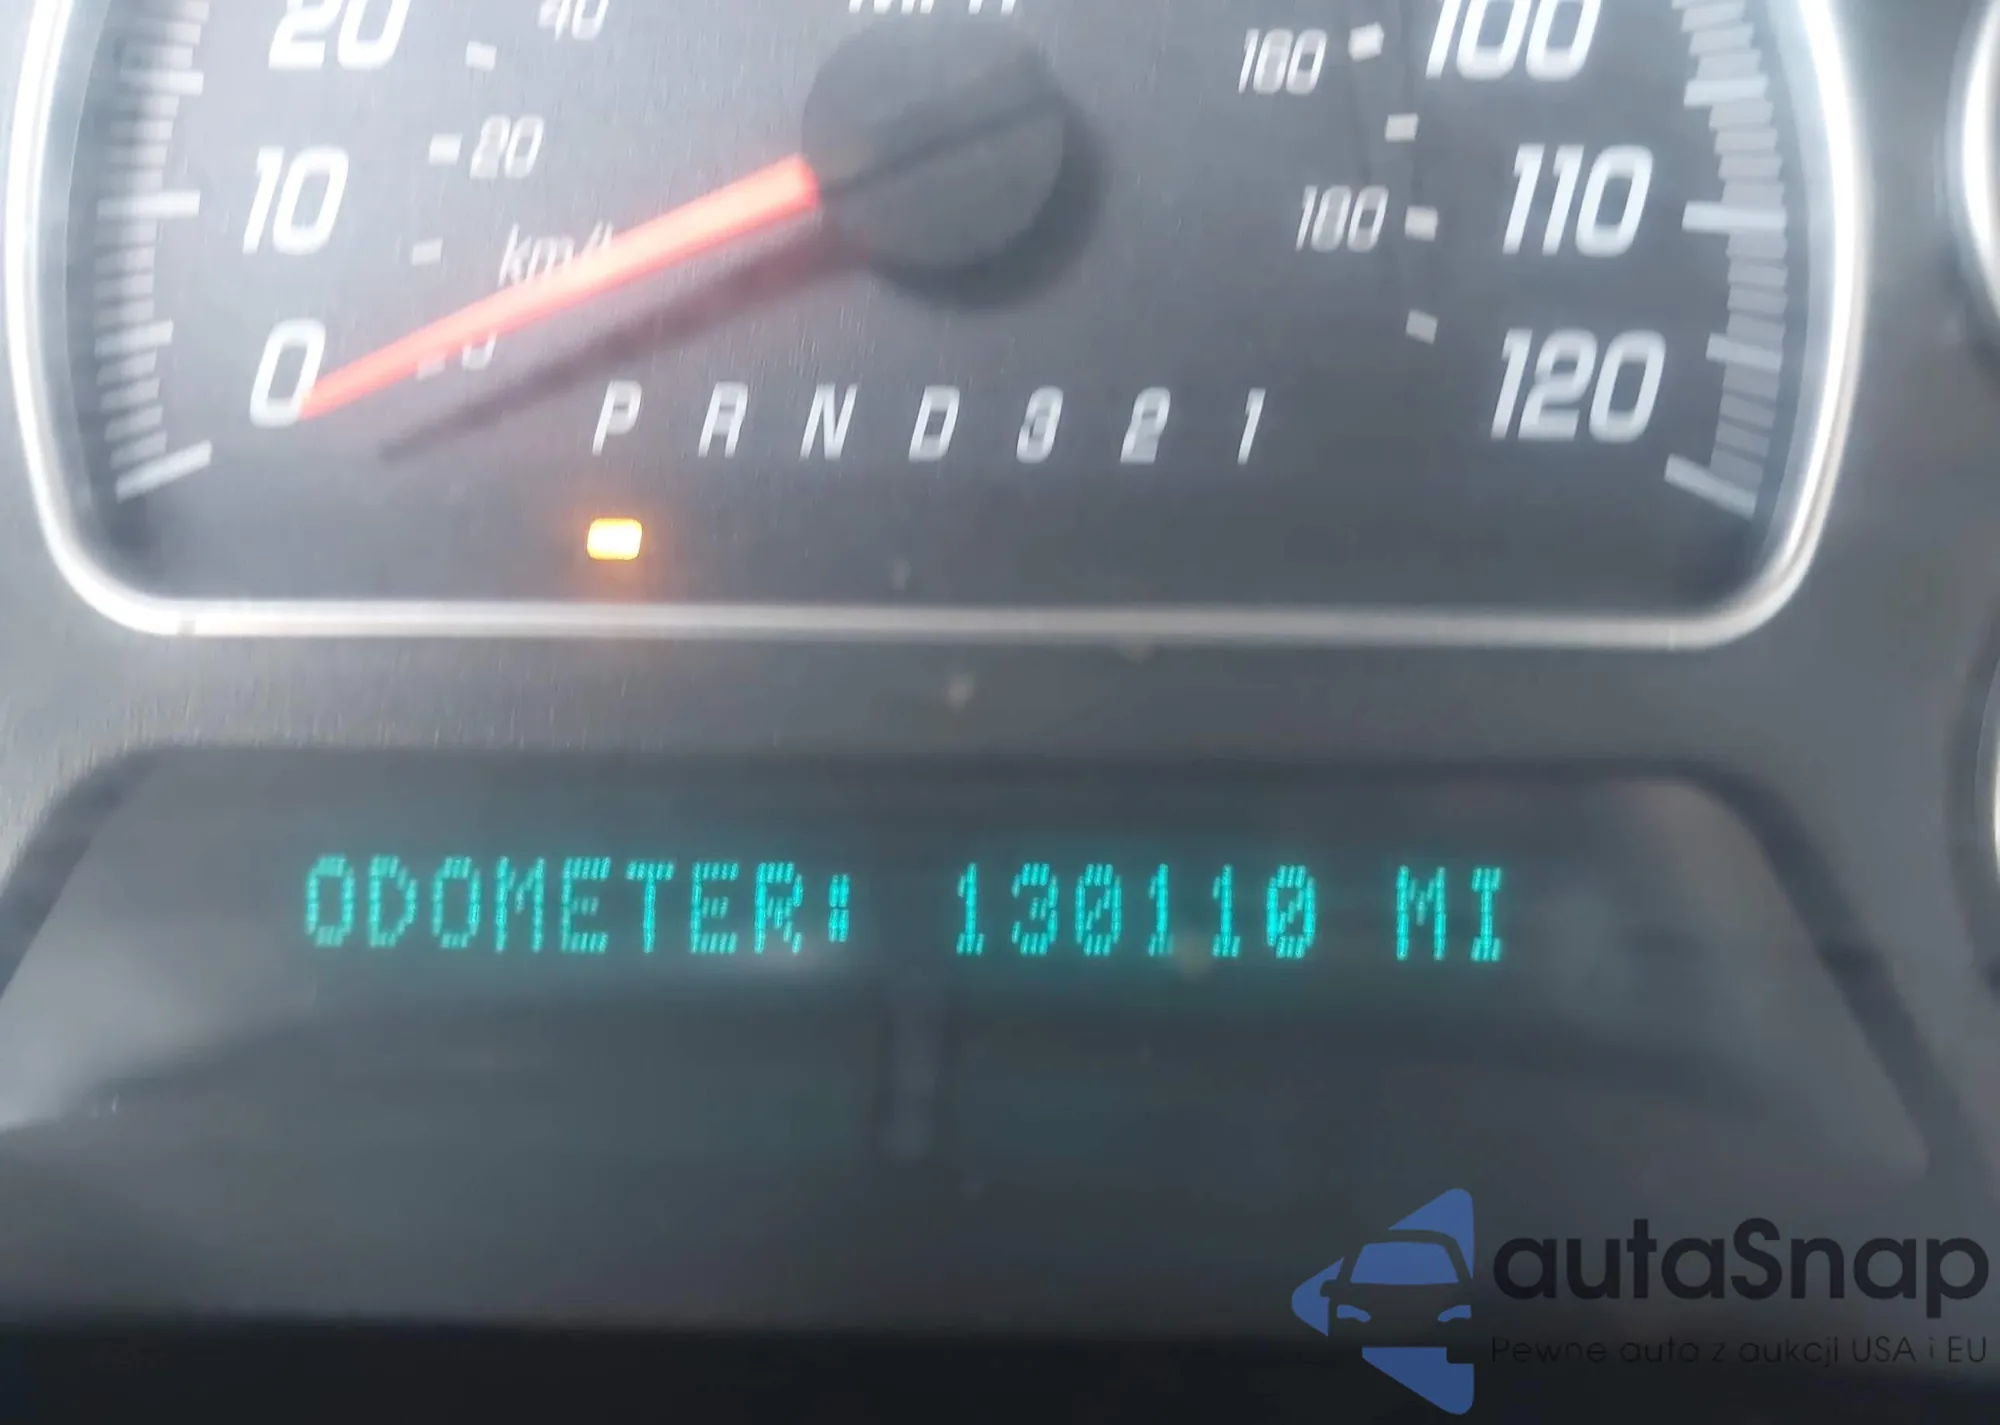 20 40 160 100
10 20 180 110
km/h
0 120
P R N D 3 2 1
ODOMETER: 130110 MI
autaSnap
Pewne auto z aukcji USA i EU